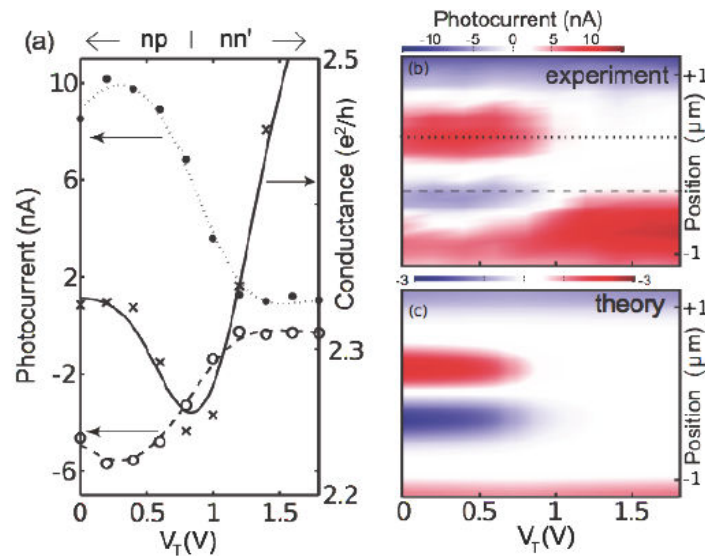 (a)
np | nn'
Photocurrent (nA)
10
6
2
-2
-6
0
0.5
1
1.5
V_T(V)
2.5
2.3
2.2
Conductance (e²/h)
Photocurrent (nA)
-10
-5
0
5
10
(b)
experiment
+1
-1
Position (μm)
-3
-3
(c)
theory
+1
-1
Position (μm)
0
0.5
1
1.5
V_T(V)